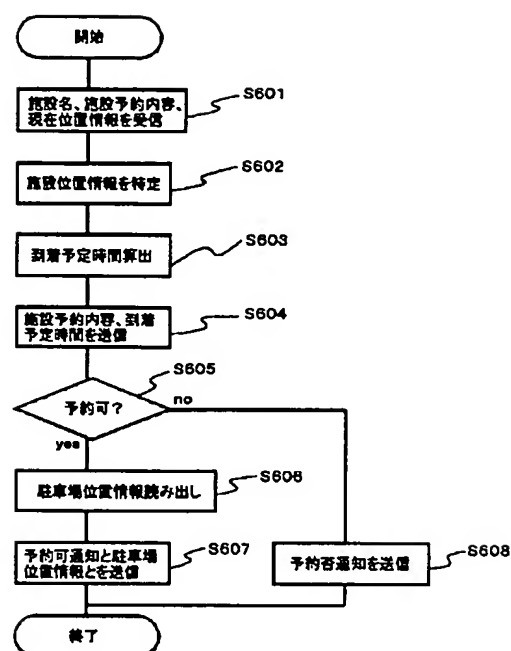 開始
施設名、施設予約内容、
現在位置情報を受信
S601
施設位置情報を特定
S602
到着予定時間算出
S603
施設予約内容、到着
予定時間を送信
S604
予約可?
S605
no
yes
駐車場位置情報読み出し
S606
予約可通知と駐車場
位置情報とを送信
S607
予約否通知を送信
S608
終了